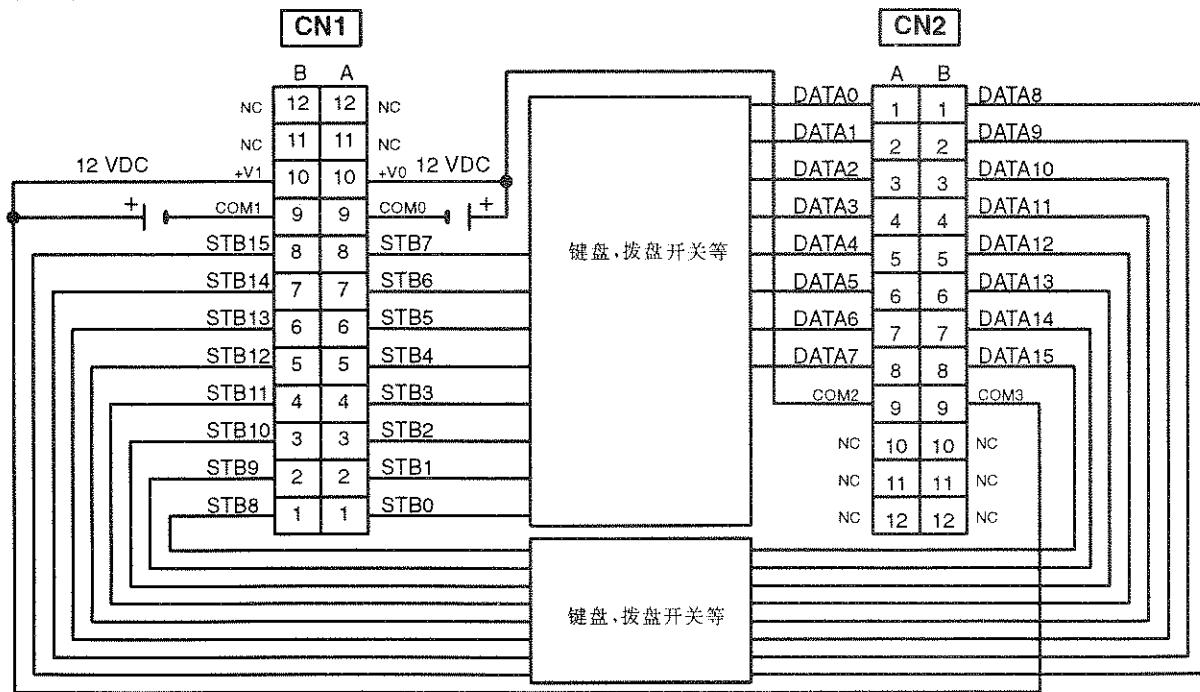 CN1 CN2
B A A B
NC 12 12 NC DATA0 1 1 DATA8
NC 11 11 NC DATA1 2 2 DATA9
12 VDC +V1 10 10 +V0 12 VDC DATA2 3 3 DATA10
+ COM1 9 9 COM0 + DATA3 4 4 DATA11
STB15 8 8 STB7 键盘,拨盘开关等 DATA4 5 5 DATA12
STB14 7 7 STB6 DATA5 6 6 DATA13
STB13 6 6 STB5 DATA6 7 7 DATA14
STB12 5 5 STB4 DATA7 8 8 DATA15
STB11 4 4 STB3 COM2 9 9 COM3
STB10 3 3 STB2 NC 10 10 NC
STB9 2 2 STB1 NC 11 11 NC
STB8 1 1 STB0 NC 12 12 NC
键盘,拨盘开关等